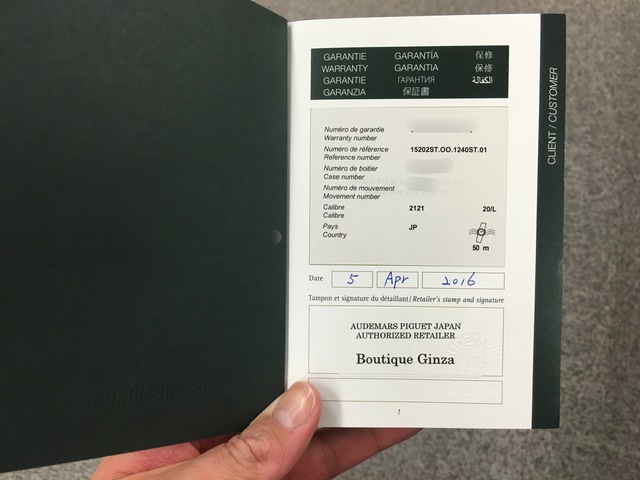 GARANTIE GARANTÍA 保修
WARRANTY GARANTIA 保修
GARANTIE ГАРАНТИЯ الكفالة
GARANZIA 保証書
CLIENT / CUSTOMER
Numéro de garantie
Warranty number
Numéro de référence 15202ST.OO.1240ST.01
Reference number
Numéro de boitier
Case number
Numéro de mouvement
Movement number
Calibre 2121 20/L
Calibre
Pays JP
Country
50 m
Date 5 Apr 2016
Tampon et signature du détaillant / Retailer's stamp and signature
AUDEMARS PIGUET JAPAN
AUTHORIZED RETAILER
Boutique Ginza
1